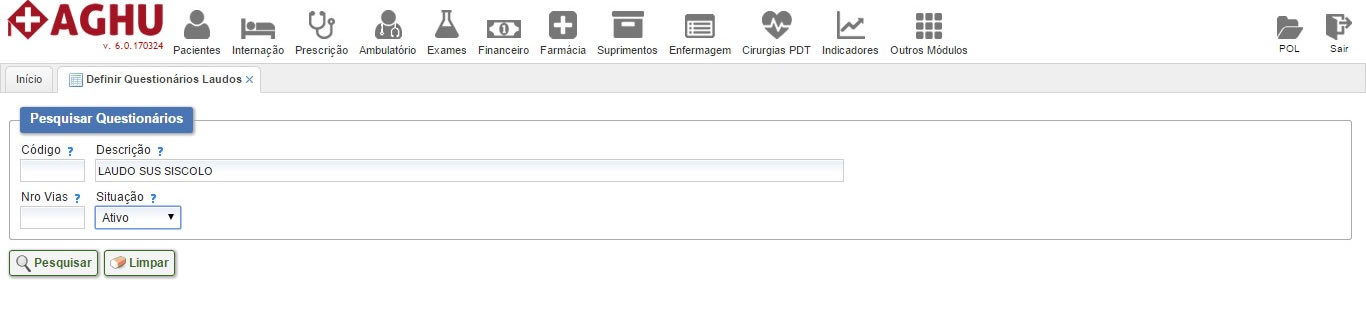 AGHU
v. 6.0.170324
Pacientes Internação Prescrição Ambulatório Exames Financeiro Farmácia Suprimentos Enfermagem Cirurgias PDT Indicadores Outros Módulos POL Sair
Início Definir Questionários Laudos
Pesquisar Questionários
Código ? Descrição ?
LAUDO SUS SISCOLO
Nro Vias ? Situação ?
Ativo
Pesquisar Limpar